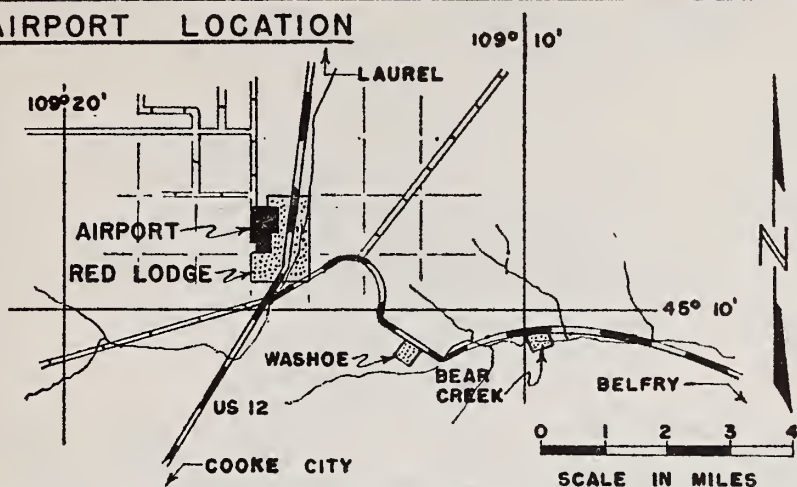 AIRPORT LOCATION
109° 10'
LAUREL
109° 20'
AIRPORT
RED LODGE
N
45° 10'
WASHOE
BEAR
CREEK
BELFRY
US 12
COOKE CITY
0 1 2 3 4
SCALE IN MILES